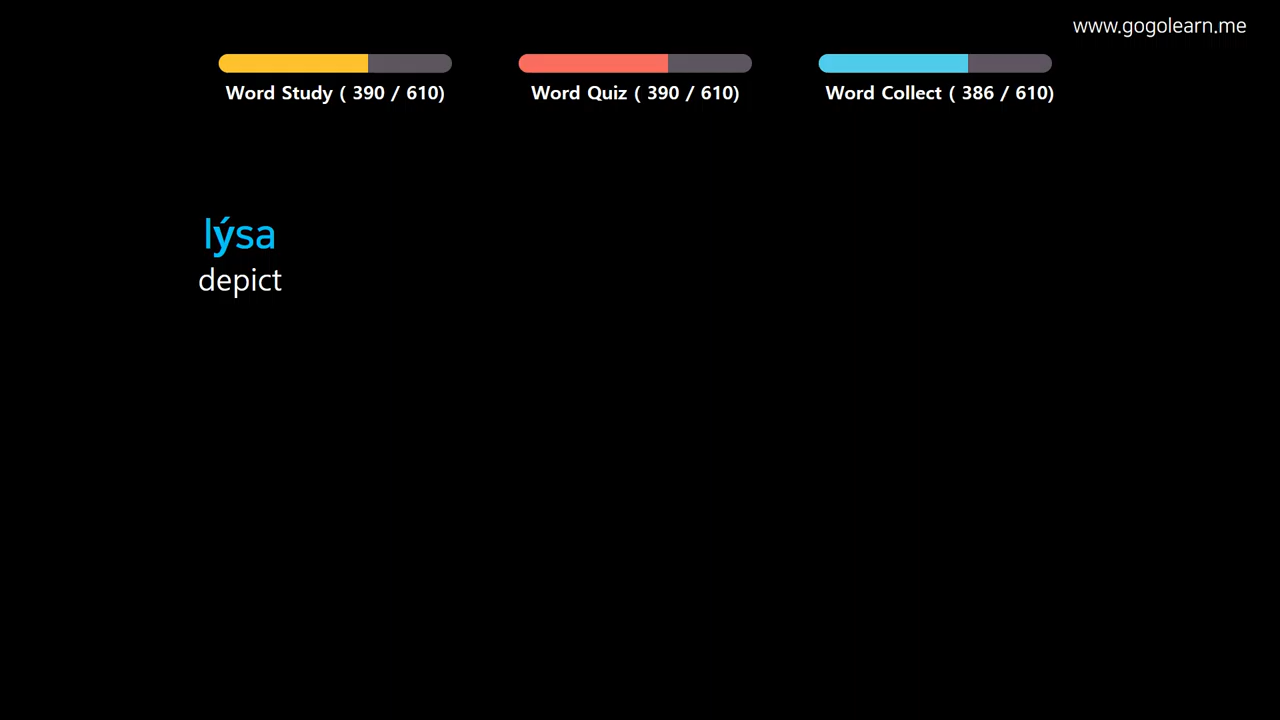 www.gogolearn.me
Word Study ( 390 / 610)
Word Quiz ( 390 / 610)
Word Collect ( 386 / 610)
lýsa
depict